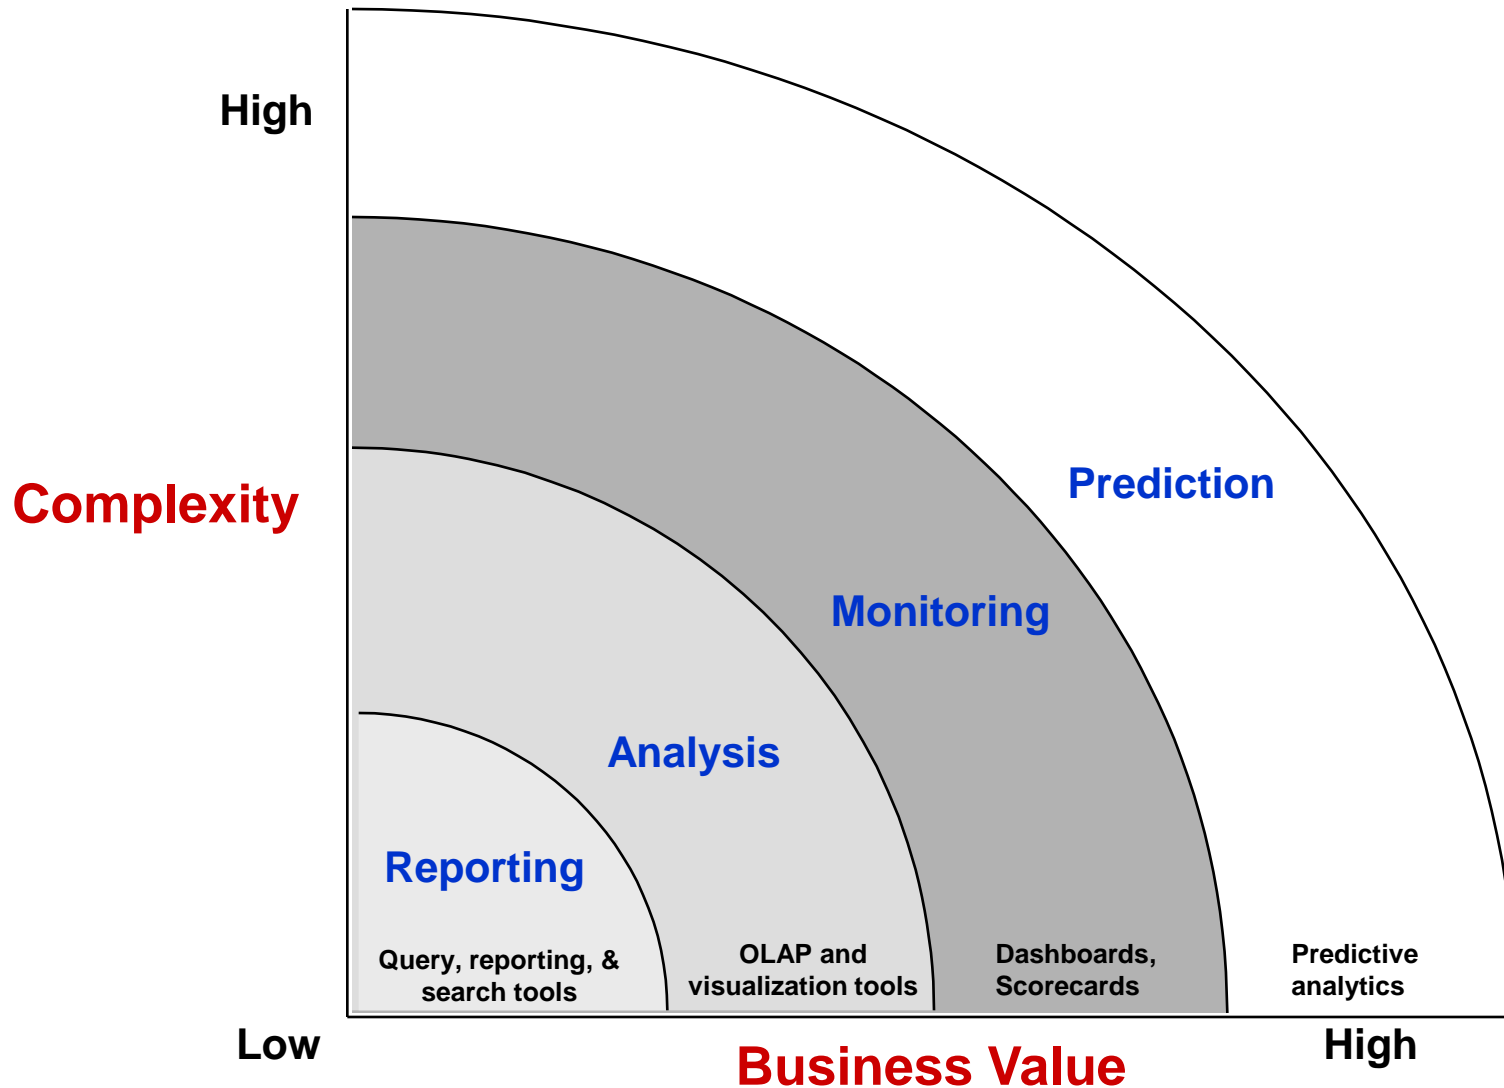 High
Complexity
Prediction
Monitoring
Analysis
Reporting
Query, reporting, &
search tools
OLAP and
visualization tools
Dashboards,
Scorecards
Predictive
analytics
Low
Business Value
High